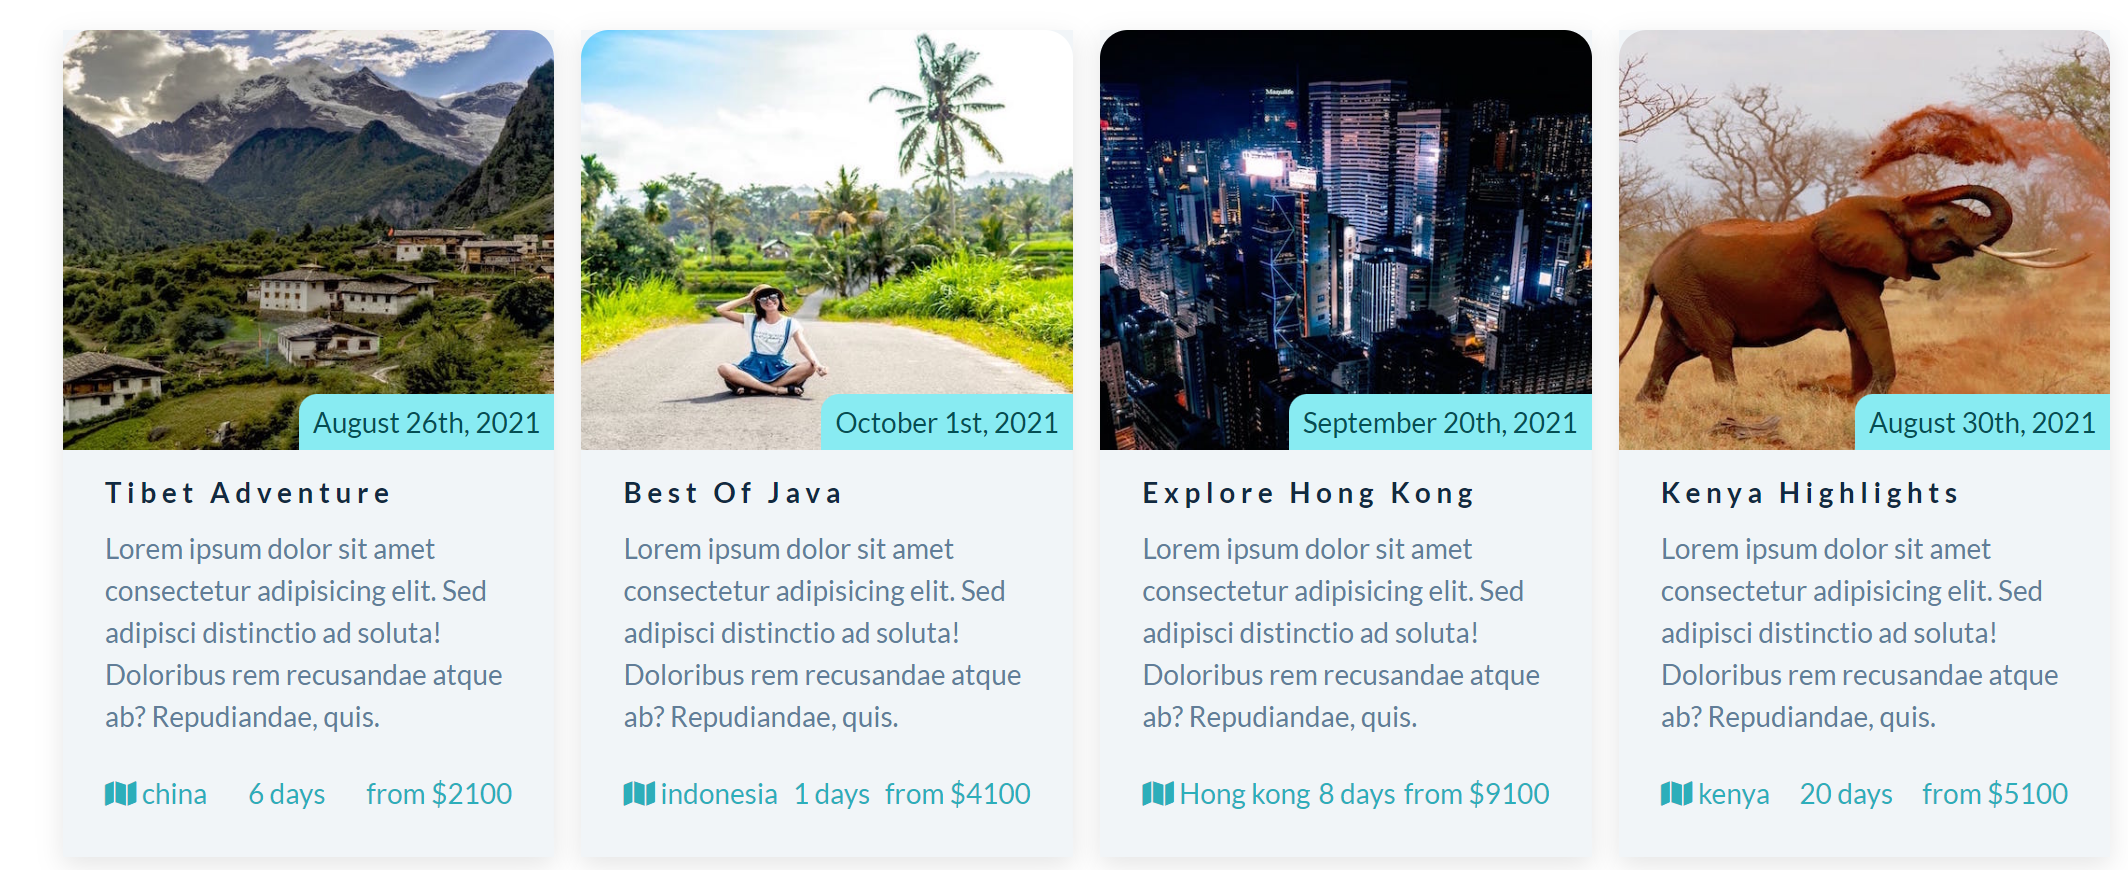 August 26th, 2021
Tibet Adventure
Lorem ipsum dolor sit amet
consectetur adipisicing elit. Sed
adipisci distinctio ad soluta!
Doloribus rem recusandae atque
ab? Repudiandae, quis.
china 6 days from $2100
October 1st, 2021
Best Of Java
Lorem ipsum dolor sit amet
consectetur adipisicing elit. Sed
adipisci distinctio ad soluta!
Doloribus rem recusandae atque
ab? Repudiandae, quis.
indonesia 1 days from $4100
Manulife
September 20th, 2021
Explore Hong Kong
Lorem ipsum dolor sit amet
consectetur adipisicing elit. Sed
adipisci distinctio ad soluta!
Doloribus rem recusandae atque
ab? Repudiandae, quis.
Hong kong 8 days from $9100
August 30th, 2021
Kenya Highlights
Lorem ipsum dolor sit amet
consectetur adipisicing elit. Sed
adipisci distinctio ad soluta!
Doloribus rem recusandae atque
ab? Repudiandae, quis.
kenya 20 days from $5100